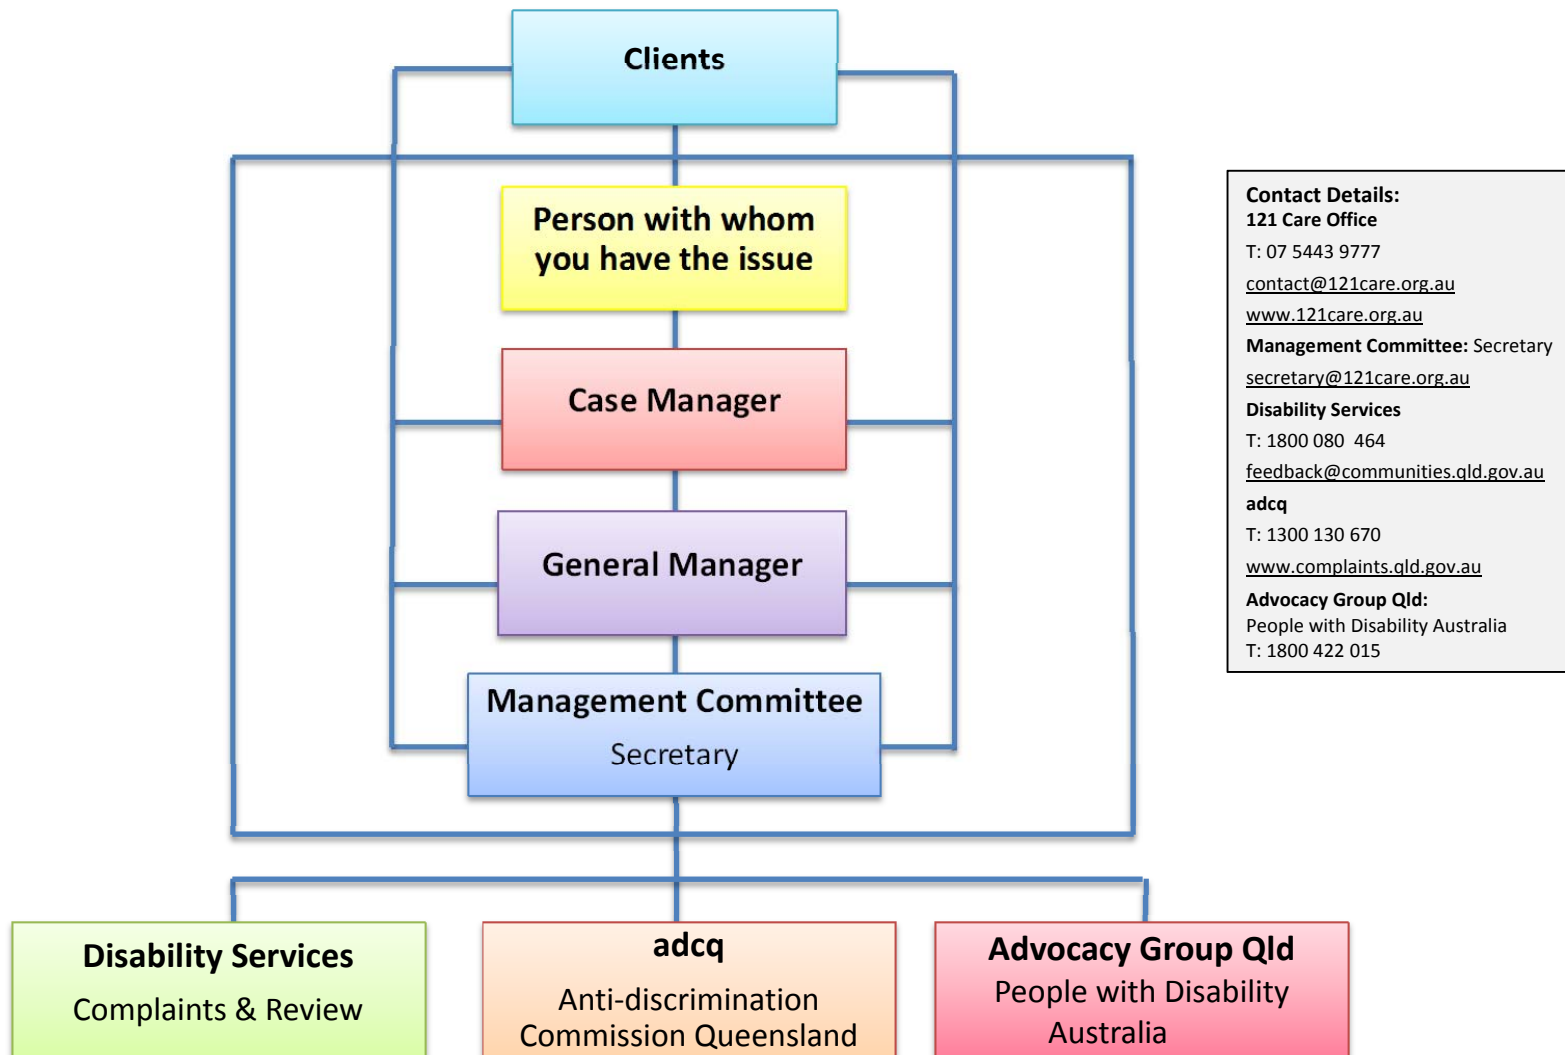 Clients
Person with whom
you have the issue
Case Manager
General Manager
Management Committee
Secretary
Disability Services
Complaints & Review
adcq
Anti-discrimination
Commission Queensland
Advocacy Group Qld
People with Disability
Australia
Contact Details:
121 Care Office
T: 07 5443 9777
contact@121care.org.au
www.121care.org.au
Management Committee: Secretary
secretary@121care.org.au
Disability Services
T: 1800 080  464
feedback@communities.qld.gov.au
adcq
T: 1300 130 670
www.complaints.qld.gov.au
Advocacy Group Qld:
People with Disability Australia
T: 1800 422 015